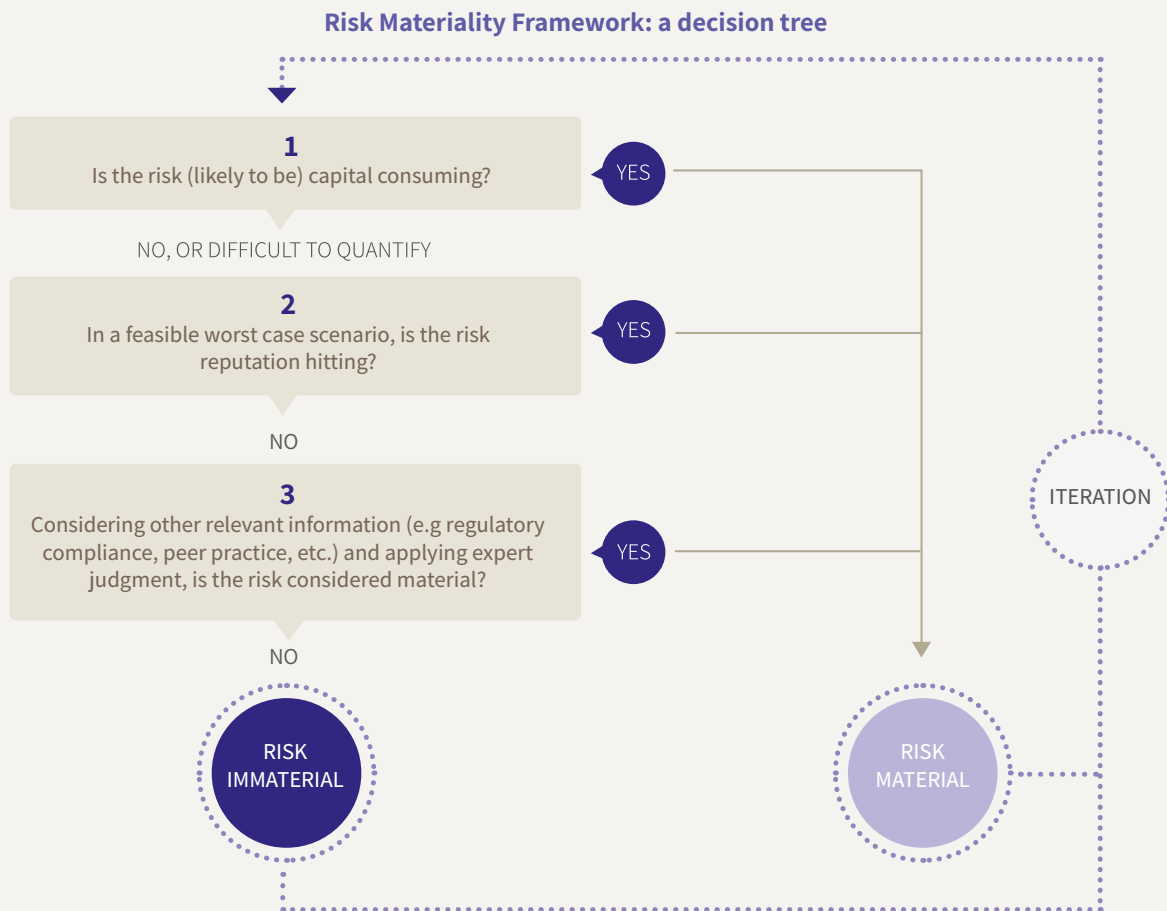 Risk Materiality Framework: a decision tree
1
Is the risk (likely to be) capital consuming?
YES
NO, OR DIFFICULT TO QUANTIFY
2
In a feasible worst case scenario, is the risk
reputation hitting?
YES
NO
3
Considering other relevant information (e.g regulatory
compliance, peer practice, etc.) and applying expert
judgment, is the risk considered material?
YES
ITERATION
NO
RISK
IMMATERIAL
RISK
MATERIAL